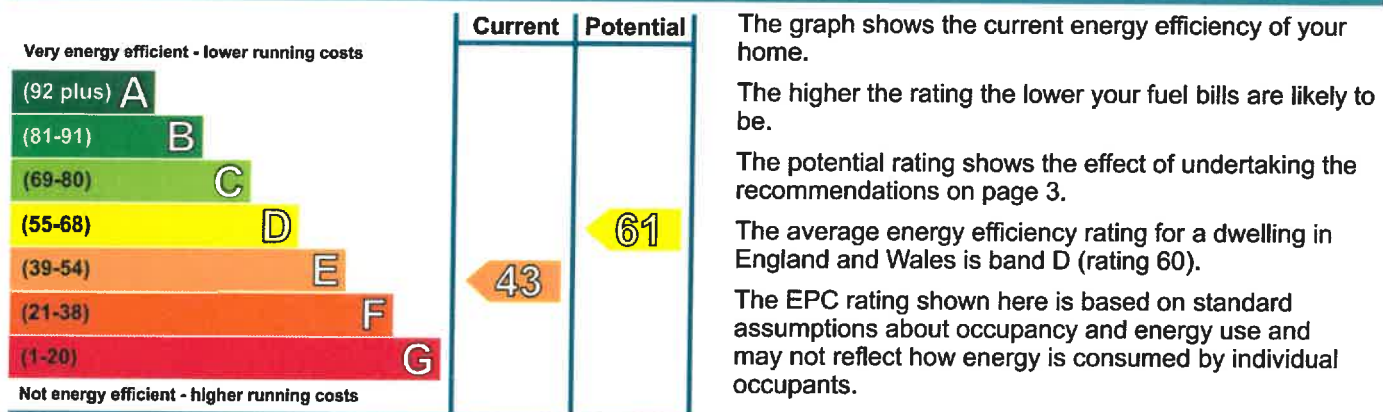 Current Potential
Very energy efficient - lower running costs
(92 plus) A
(81-91) B
(69-80) C
(55-68) D
61
(39-54) E
43
(21-38) F
(1-20) G
Not energy efficient - higher running costs
The graph shows the current energy efficiency of your
home.
The higher the rating the lower your fuel bills are likely to
be.
The potential rating shows the effect of undertaking the
recommendations on page 3.
The average energy efficiency rating for a dwelling in
England and Wales is band D (rating 60).
The EPC rating shown here is based on standard
assumptions about occupancy and energy use and
may not reflect how energy is consumed by individual
occupants.